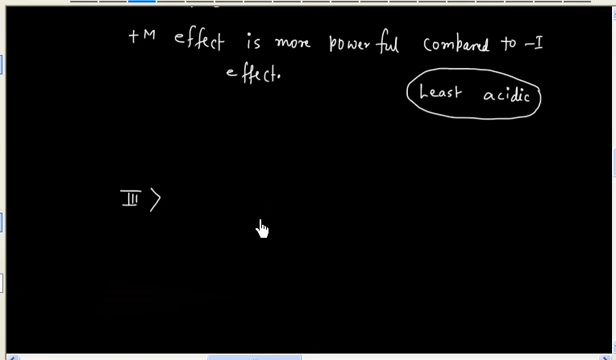 +M effect is more powerful compared to -I
effect.
Least acidic
III >